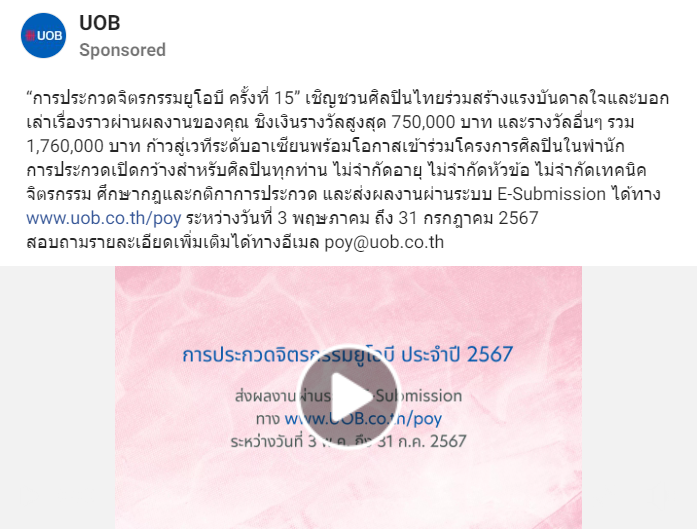 UOB
UOB
Sponsored
“การประกวดจิตรกรรมยูโอบี ครั้งที่ 15” เชิญชวนศิลปินไทยร่วมสร้างแรงบันดาลใจและบอก
เล่าเรื่องราวผ่านผลงานของคุณ ชิงเงินรางวัลสูงสุด 750,000 บาท และรางวัลอื่นๆ รวม
1,760,000 บาท ก้าวสู่เวทีระดับอาเซียนพร้อมโอกาสเข้าร่วมโครงการศิลปินในพำนัก
การประกวดเปิดกว้างสำหรับศิลปินทุกท่าน ไม่จำกัดอายุ ไม่จำกัดหัวข้อ ไม่จำกัดเทคนิค
จิตรกรรม ศึกษากฎและกติกาการประกวด และส่งผลงานผ่านระบบ E-Submission ได้ทาง
www.uob.co.th/poy ระหว่างวันที่ 3 พฤษภาคม ถึง 31 กรกฎาคม 2567
สอบถามรายละเอียดเพิ่มเติมได้ทางอีเมล poy@uob.co.th
การประกวดจิตรกรรมยูโอบี ประจำปี 2567
ส่งผลงานผ่าน Submission
ทาง www.UOB.co.th/poy
ระหว่างวันที่ 3 พ.ค. ถึง 31 ก.ค. 2567